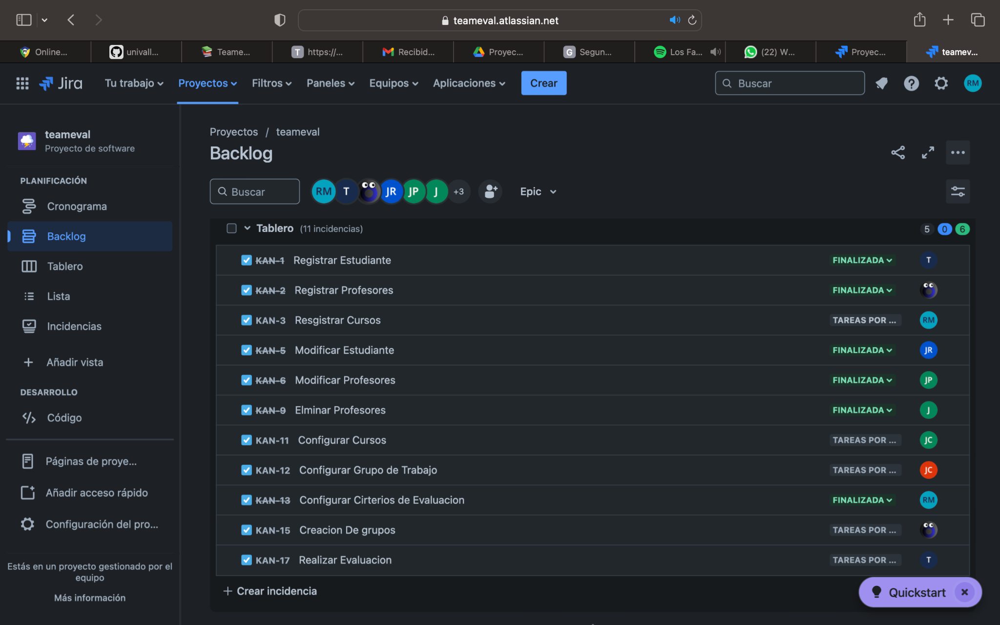 teameval.atlassian.net
Online...
univall...
Teame...
T https://...
Recibid...
Proyec...
G Segun...
Los Fa...
(22) W...
Proyec...
teamev...
Jira
Tu trabajo
Proyectos
Filtros
Paneles
Equipos
Aplicaciones
Crear
Buscar
RM
teameval
Proyecto de software
PLANIFICACIÓN
Cronograma
Backlog
Tablero
Lista
Incidencias
Añadir vista
DESARROLLO
Código
Páginas de proye...
Añadir acceso rápido
Configuración del pro...
Estás en un proyecto gestionado por el
equipo
Más información
Proyectos / teameval
Backlog
Buscar
RM T JR JP J +3
Epic
Tablero (11 incidencias) 5 0 6
KAN-1 Registrar Estudiante FINALIZADA T
KAN-2 Registrar Profesores FINALIZADA
KAN-3 Resgistrar Cursos TAREAS POR ... RM
KAN-5 Modificar Estudiante FINALIZADA JR
KAN-6 Modificar Profesores FINALIZADA JP
KAN-9 Elminar Profesores FINALIZADA J
KAN-11 Configurar Cursos TAREAS POR ... JC
KAN-12 Configurar Grupo de Trabajo TAREAS POR ... JC
KAN-13 Configurar Cirterios de Evaluacion FINALIZADA RM
KAN-15 Creacion De grupos TAREAS POR ...
KAN-17 Realizar Evaluacion TAREAS POR ... T
Crear incidencia
Quickstart